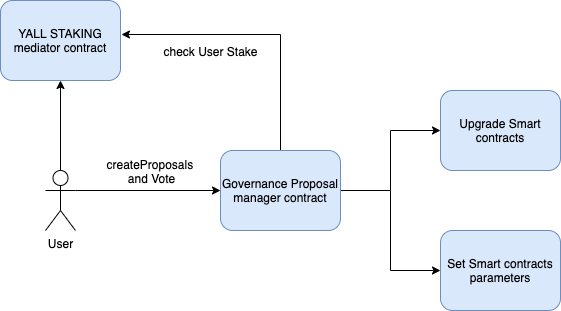 YALL STAKING
mediator contract
check User Stake
Upgrade Smart
contracts
createProposals
and Vote
Governance Proposal
manager contract
User
Set Smart contracts
parameters